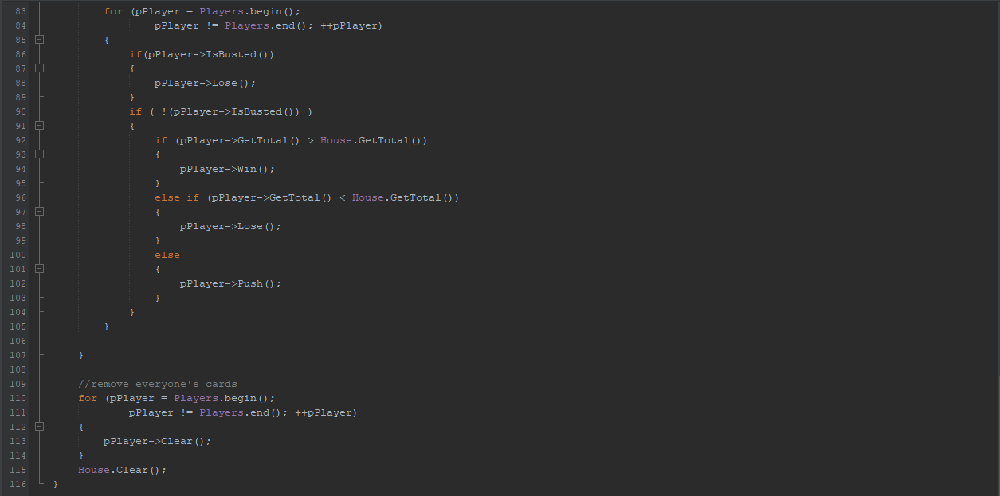 83 for (pPlayer = Players.begin();
84 pPlayer != Players.end(); ++pPlayer)
85 {
86 if(pPlayer->IsBusted())
87 {
88 pPlayer->Lose();
89 }
90 if ( !(pPlayer->IsBusted()) )
91 {
92 if (pPlayer->GetTotal() > House.GetTotal())
93 {
94 pPlayer->Win();
95 }
96 else if (pPlayer->GetTotal() < House.GetTotal())
97 {
98 pPlayer->Lose();
99 }
100 else
101 {
102 pPlayer->Push();
103 }
104 }
105 }
106
107 }
108
109 //remove everyone's cards
110 for (pPlayer = Players.begin();
111 pPlayer != Players.end(); ++pPlayer)
112 {
113 pPlayer->Clear();
114 }
115 House.Clear();
116 }